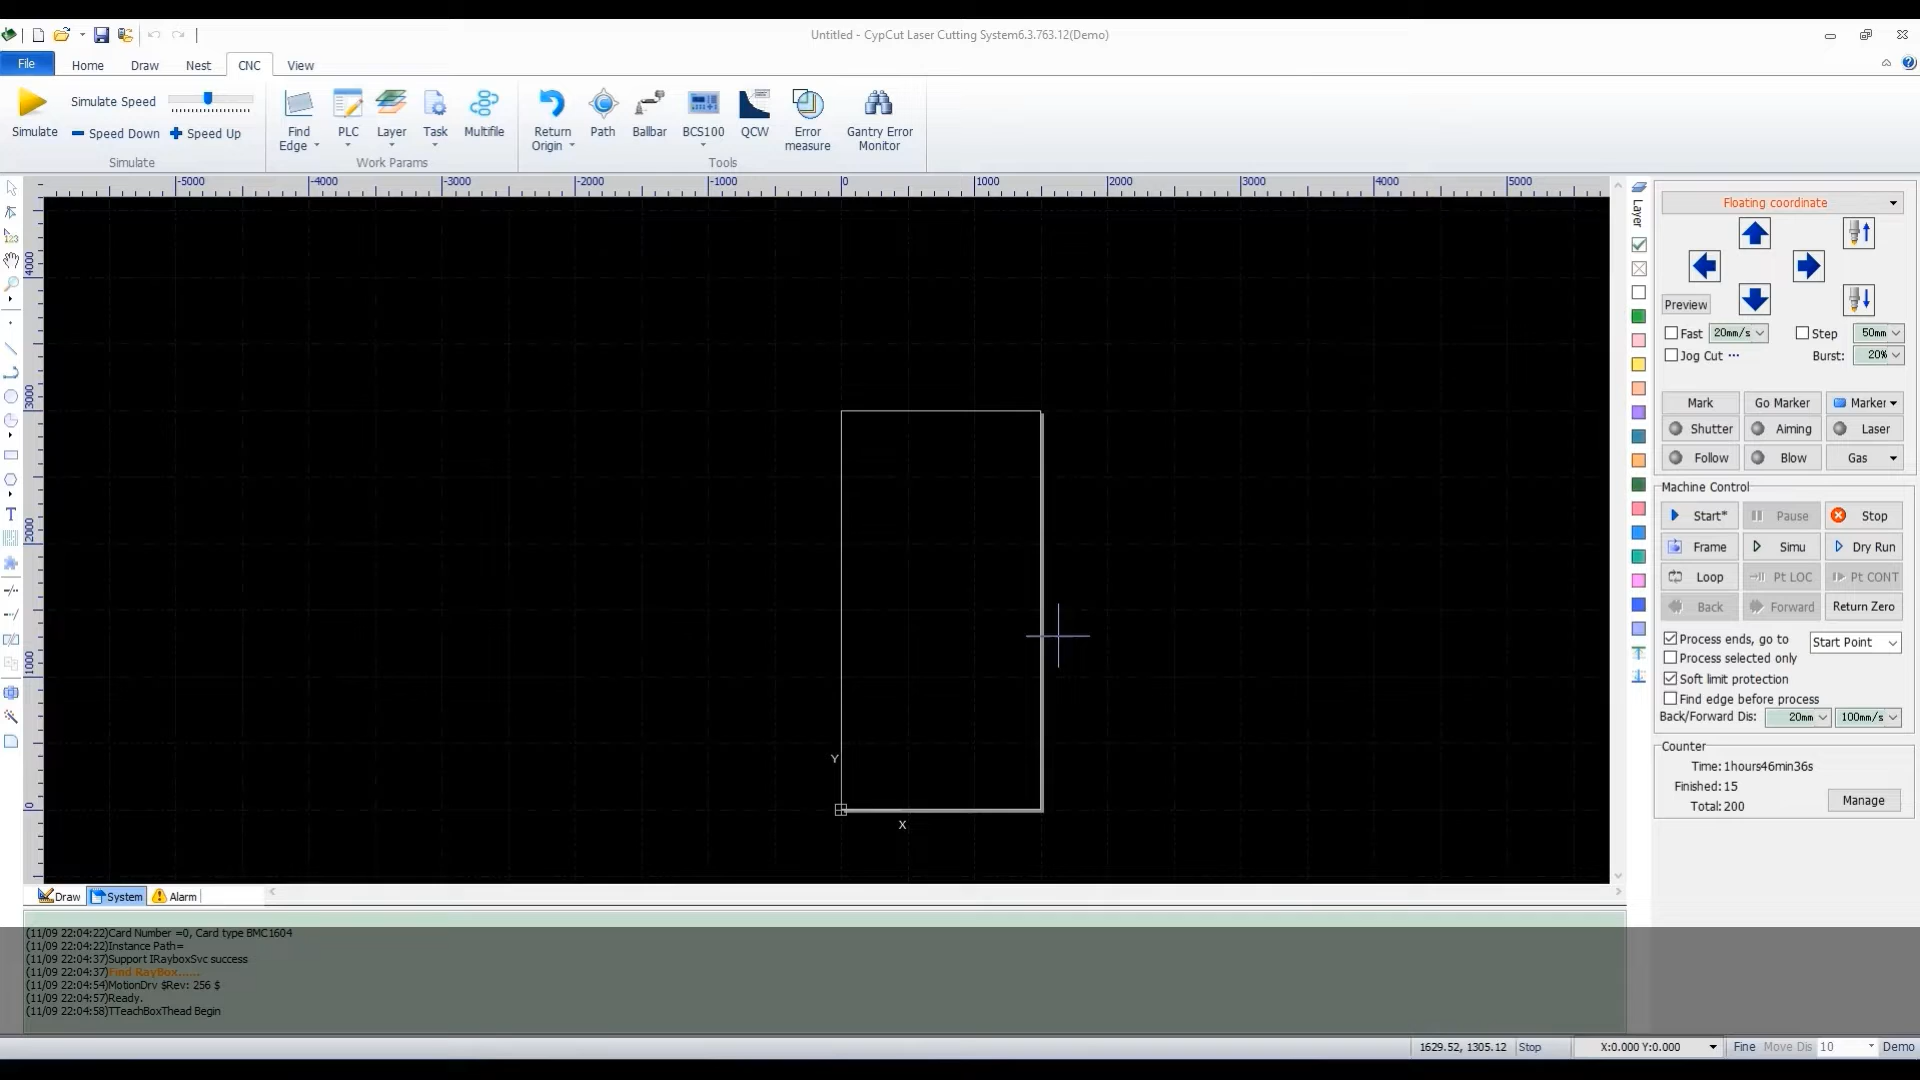 Untitled - CypCut Laser Cutting System6.3.763.12(Demo)
File Home Draw Nest CNC View
Simulate
Simulate Speed
Speed Down Speed Up
Simulate
Find Edge
PLC
Layer
Task
Multifile
Work Params
Return Origin
Path
Ballbar
BCS100
QCW
Error measure
Gantry Error Monitor
Tools
-5000 -4000 -3000 -2000 -1000 0 1000 2000 3000 4000 5000
4000
3000
2000
1000
0
Y
X
Layer
Floating coordinate
Preview
Fast 20mm/s Step 50mm
Jog Cut ... Burst: 20%
Mark Go Marker Marker
Shutter Aiming Laser
Follow Blow Gas
Machine Control
Start* Pause Stop
Frame Simu Dry Run
Loop Pt LOC Pt CONT
Back Forward Return Zero
Process ends, go to Start Point
Process selected only
Soft limit protection
Find edge before process
Back/Forward Dis: 20mm 100mm/s
Counter
Time: 1hours46min36s
Finished: 15
Total: 200
Manage
Draw System Alarm
(11/09 22:04:22)Card Number =0, Card type BMC1604
(11/09 22:04:22)Instance Path=
(11/09 22:04:37)Support IRayboxSvc success
(11/09 22:04:37)Find RayBox......
(11/09 22:04:54)MotionDrv $Rev: 256 $
(11/09 22:04:57)Ready.
(11/09 22:04:58)TTeachBoxThead Begin
1629.52, 1305.12 Stop X:0.000 Y:0.000 Fine Move Dis 10 Demo
123
T